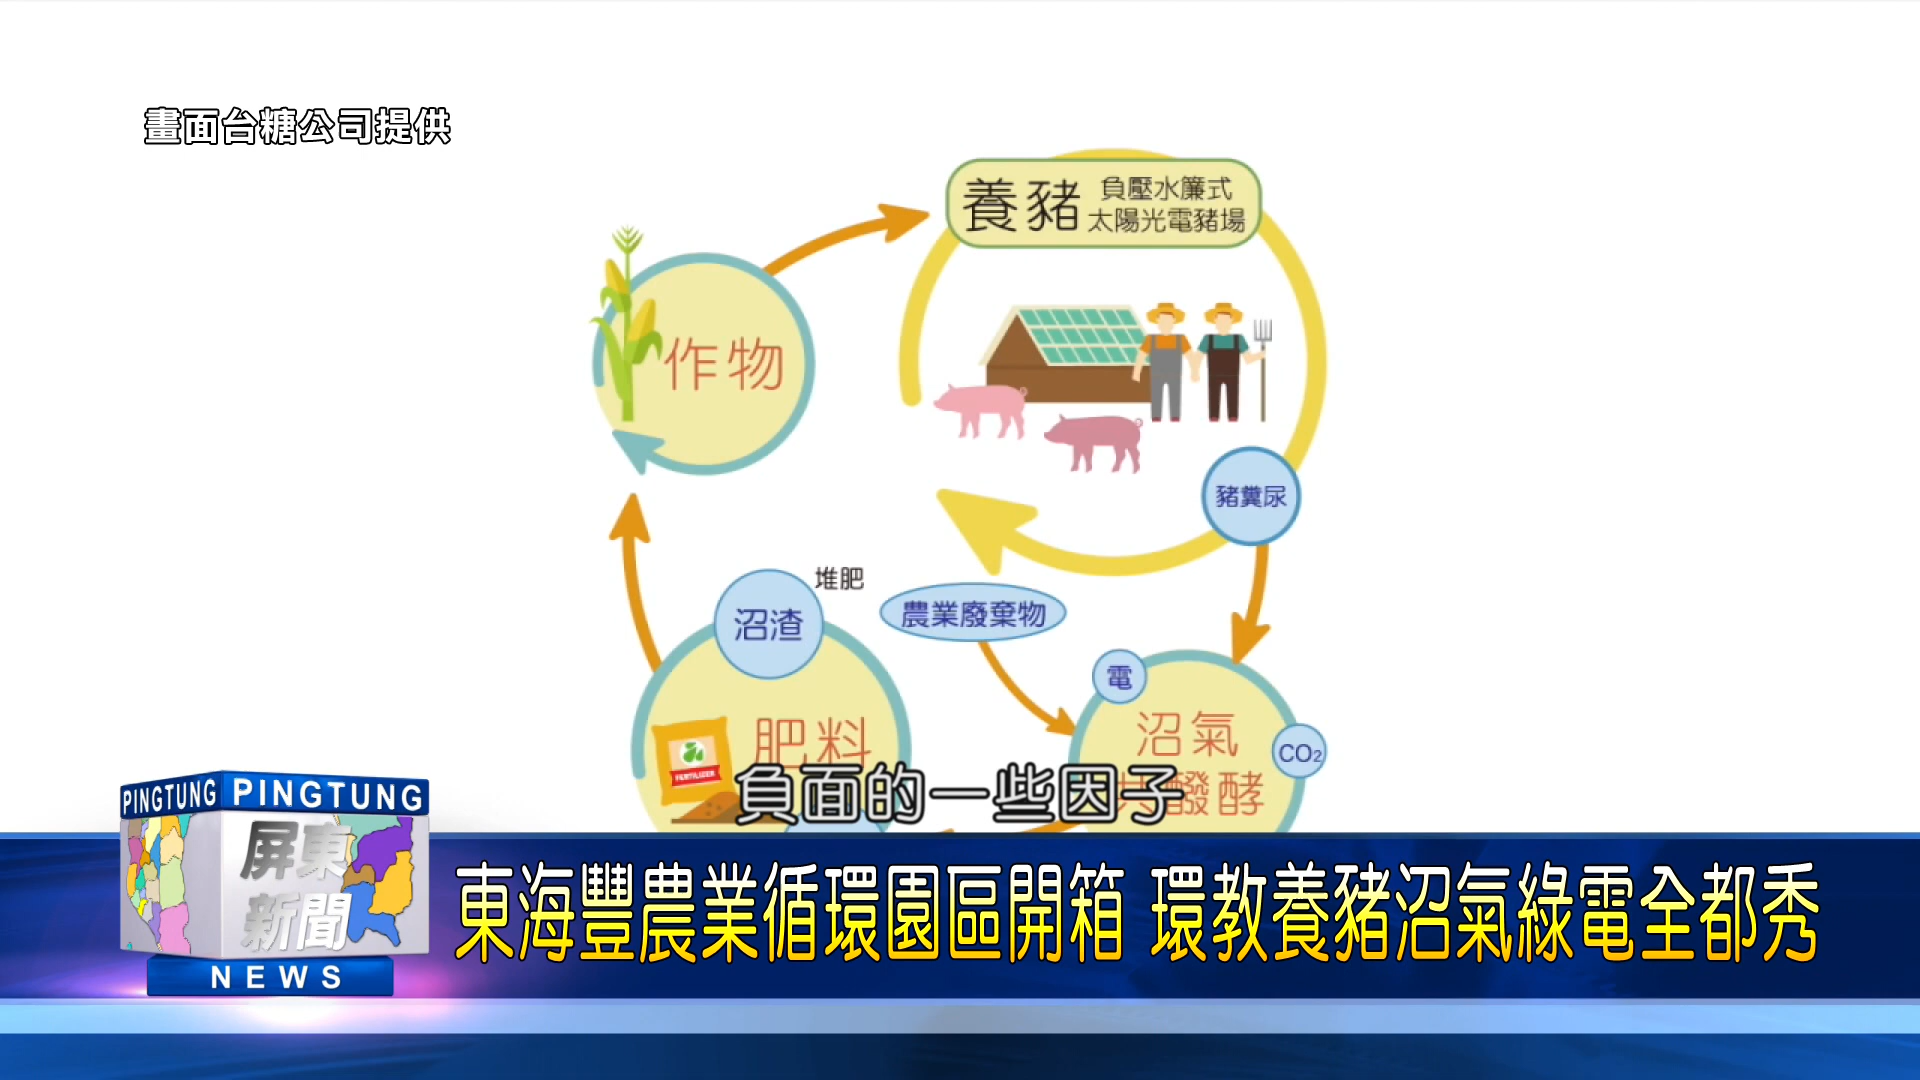 畫面台糖公司提供
養豬
負壓水簾式
太陽光電豬場
作物
豬糞尿
堆肥
沼渣
農業廢棄物
電
肥料
沼氣
共醱酵
CO₂
FERTILIZER
負面的一些因子
PINGTUNG PINGTUNG
屏東
新聞
NEWS
東海豐農業循環園區開箱 環教養豬沼氣綠電全都秀